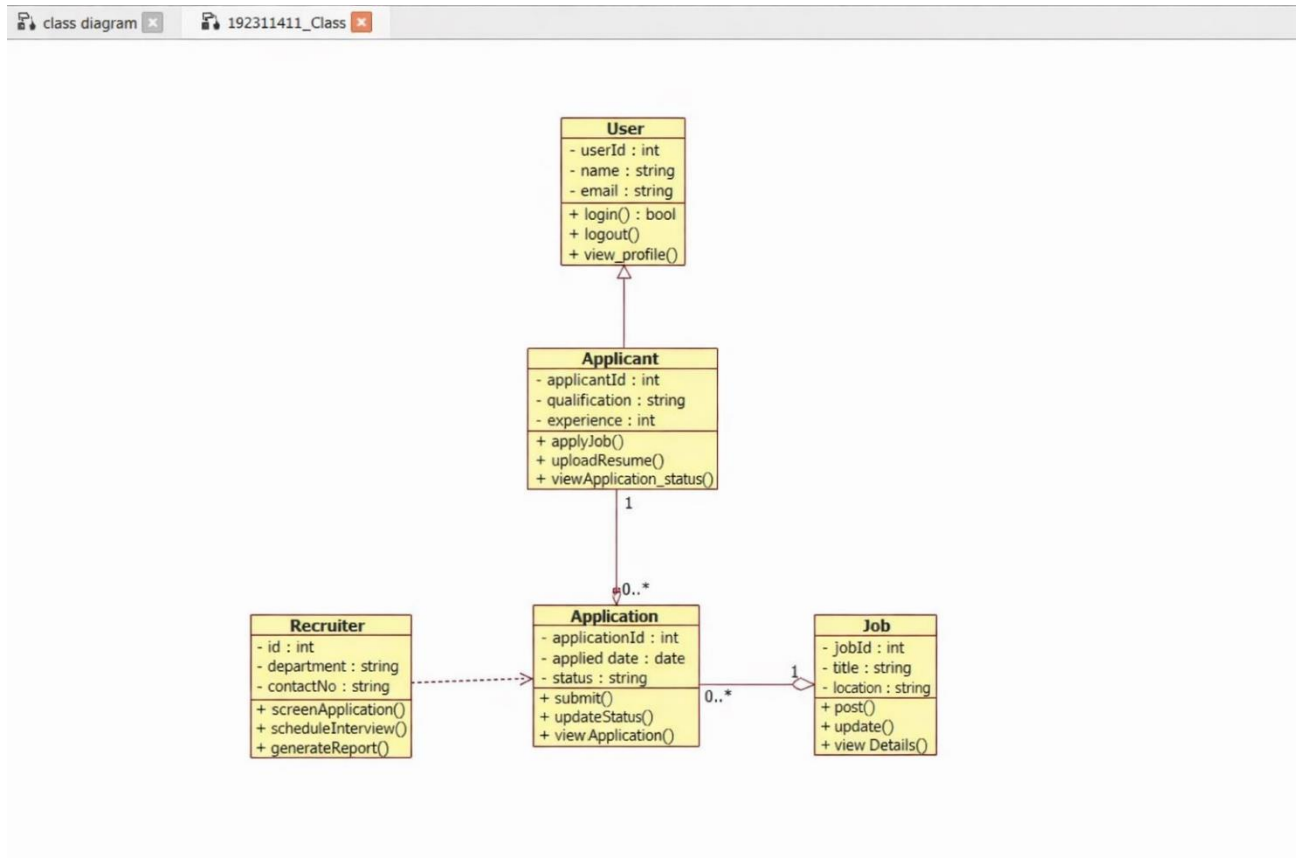 class diagram
192311411_Class
User
- userId : int
- name : string
- email : string
+ login() : bool
+ logout()
+ view_profile()
Applicant
- applicantId : int
- qualification : string
- experience : int
+ applyJob()
+ uploadResume()
+ viewApplication_status()
1
0..*
Recruiter
- id : int
- department : string
- contactNo : string
+ screenApplication()
+ scheduleInterview()
+ generateReport()
Application
- applicationId : int
- applied date : date
- status : string
+ submit()
+ updateStatus()
+ view Application()
0..*
1
Job
- jobId : int
- title : string
- location : string
+ post()
+ update()
+ view Details()